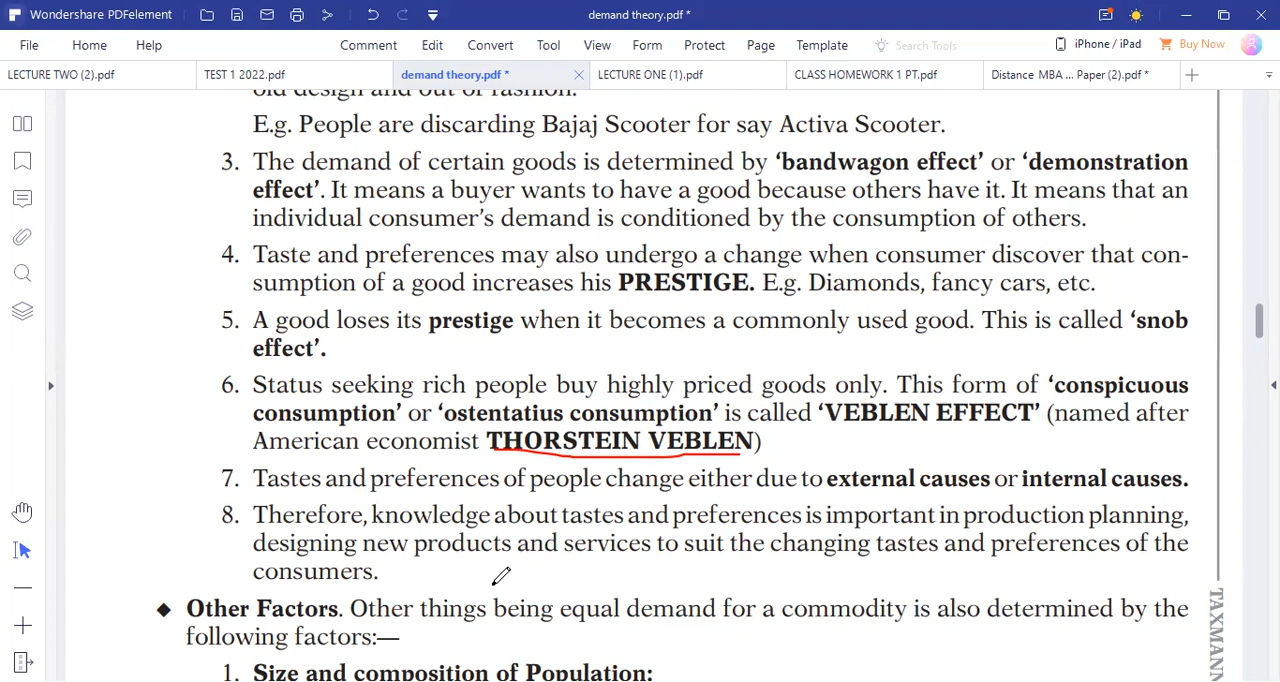 Wondershare PDFelement
demand theory.pdf *
File Home Help Comment Edit Convert Tool View Form Protect Page Template Search Tools iPhone / iPad Buy Now
LECTURE TWO (2).pdf TEST 1 2022.pdf demand theory.pdf * LECTURE ONE (1).pdf CLASS HOMEWORK 1 PT.pdf Distance MBA ... Paper (2).pdf *
old design and out of fashion.
E.g. People are discarding Bajaj Scooter for say Activa Scooter.
3. The demand of certain goods is determined by ‘bandwagon effect’ or ‘demonstration
effect’. It means a buyer wants to have a good because others have it. It means that an
individual consumer’s demand is conditioned by the consumption of others.
4. Taste and preferences may also undergo a change when consumer discover that con-
sumption of a good increases his PRESTIGE. E.g. Diamonds, fancy cars, etc.
5. A good loses its prestige when it becomes a commonly used good. This is called ‘snob
effect’.
6. Status seeking rich people buy highly priced goods only. This form of ‘conspicuous
consumption’ or ‘ostentatius consumption’ is called ‘VEBLEN EFFECT’ (named after
American economist THORSTEIN VEBLEN)
7. Tastes and preferences of people change either due to external causes or internal causes.
8. Therefore, knowledge about tastes and preferences is important in production planning,
designing new products and services to suit the changing tastes and preferences of the
consumers.
◆ Other Factors. Other things being equal demand for a commodity is also determined by the
following factors:—
1. Size and composition of Population:
TAXMANN